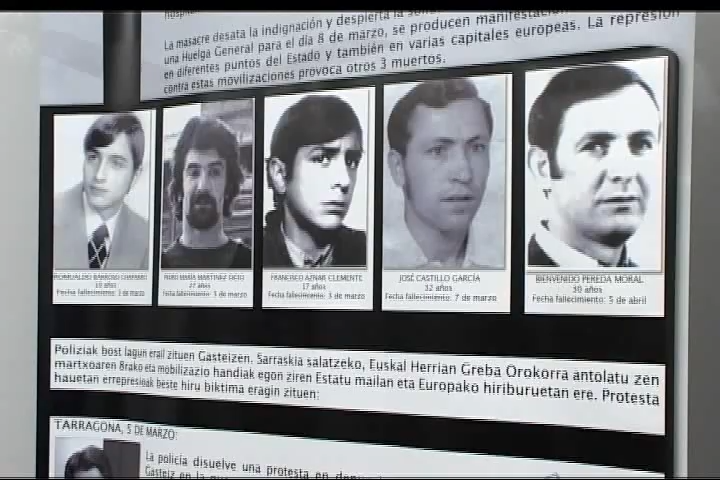 La masacre desata la indignación y despierta la
una Huelga General para el día 8 de marzo, se producen
en diferentes puntos del Estado y también en varias capitales europeas. La represión
contra estas movilizaciones provoca otros 3 muertos.
ROMUALDO BARROSO CHAPARRO
19 años
Fecha fallecimiento: 3 de marzo
PEDRO MARÍA MARTÍNEZ OCIO
27 años
Fecha fallecimiento: 3 de marzo
FRANCISCO AZNAR CLEMENTE
17 años
Fecha fallecimiento: 3 de marzo
JOSÉ CASTILLO GARCÍA
32 años
Fecha fallecimiento: 7 de marzo
BIENVENIDO PEREDA MORAL
30 años
Fecha fallecimiento: 5 de abril
Poliziak bost lagun erail zituen Gasteizen. Sarraskia salatzeko, Euskal Herrian Greba Orokorra antolatu zen
martxoaren 8rako eta mobilizazio handiak egon ziren Estatu mailan eta Europako hiriburuetan ere. Protesta
hauetan errepresioak beste hiru biktima eragin zituen:
TARRAGONA, 5 DE MARZO:
La policía disuelve una protesta en
Gasteiz en la